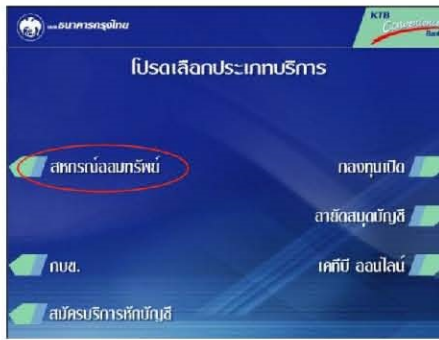 ธนาคารกรุงไทย
KTB
โปรดเลือกประเภทบริการ
สหกรณ์ออมทรัพย์
กองทุนเปิด
อายัดสมุดบัญชี
กบข.
เคทีบี ออนไลน์
สมัครบริการหักบัญชี